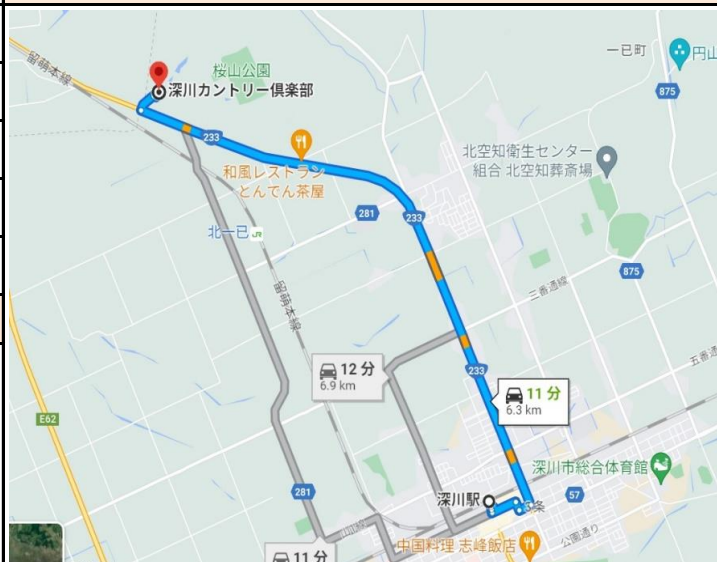 留萌本線
桜山公園
深川カントリー倶楽部
一已町
円山
875
233
和風レストラン
とんでん茶屋
北空知衛生センター
組合 北空知葬斎場
281
233
北一已
JR
875
留萌本線
三番通線
12 分
6.9 km
233
五番通
11 分
6.3 km
E62
深川市総合体育館
281
深川駅
57
条
中国料理 志峰飯店
公園通り
11 分